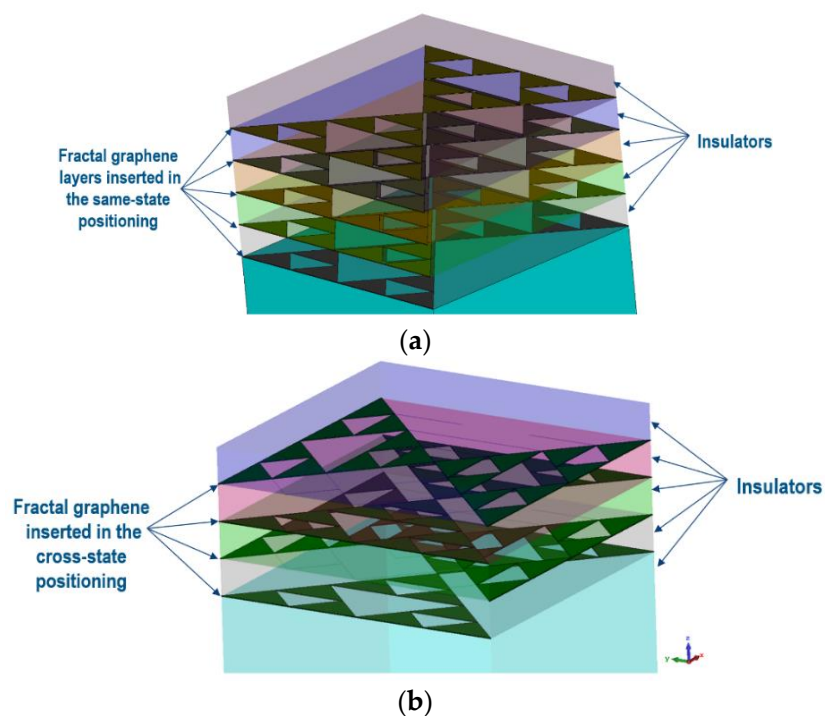 Fractal graphene
layers inserted in
the same-state
positioning
Insulators
(a)
Fractal graphene
inserted in the
cross-state
positioning
Insulators
z
y
x
(b)